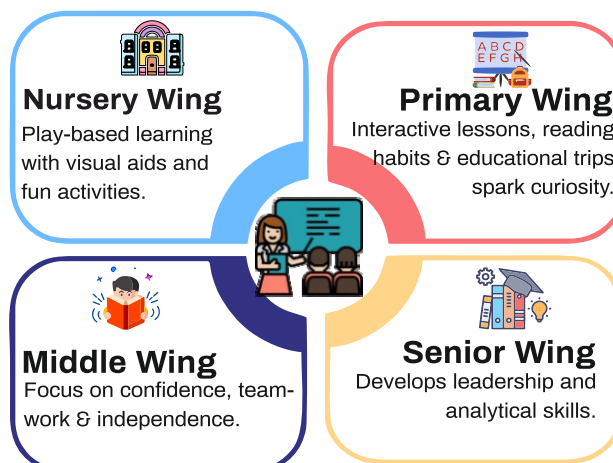 Nursery Wing
Play-based learning
with visual aids and
fun activities.
A B C D
E F G H
Primary Wing
Interactive lessons, reading
habits & educational trips
spark curiosity.
Middle Wing
Focus on confidence, team-
work & independence.
Senior Wing
Develops leadership and
analytical skills.